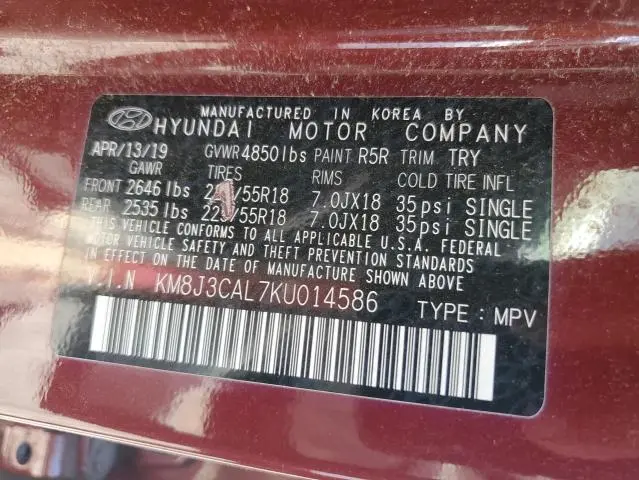 MANUFACTURED IN KOREA BY
HYUNDAI MOTOR COMPANY
APR/13/19 GVWR 4850lbs PAINT R5R TRIM TRY
GAWR TIRES RIMS COLD TIRE INFL
FRONT 2646 lbs /55R18 7.0JX18 35psi SINGLE
REAR 2535 lbs /55R18 7.0JX18 35psi SINGLE
THIS VEHICLE CONFORMS TO ALL APPLICABLE U.S.A. FEDERAL
MOTOR VEHICLE SAFETY AND THEFT PREVENTION STANDARDS
IN EFFECT ON THE DATE OF MANUFACTURE SHOWN ABOVE.
V.I.N KM8J3CAL7KU014586 TYPE : MPV